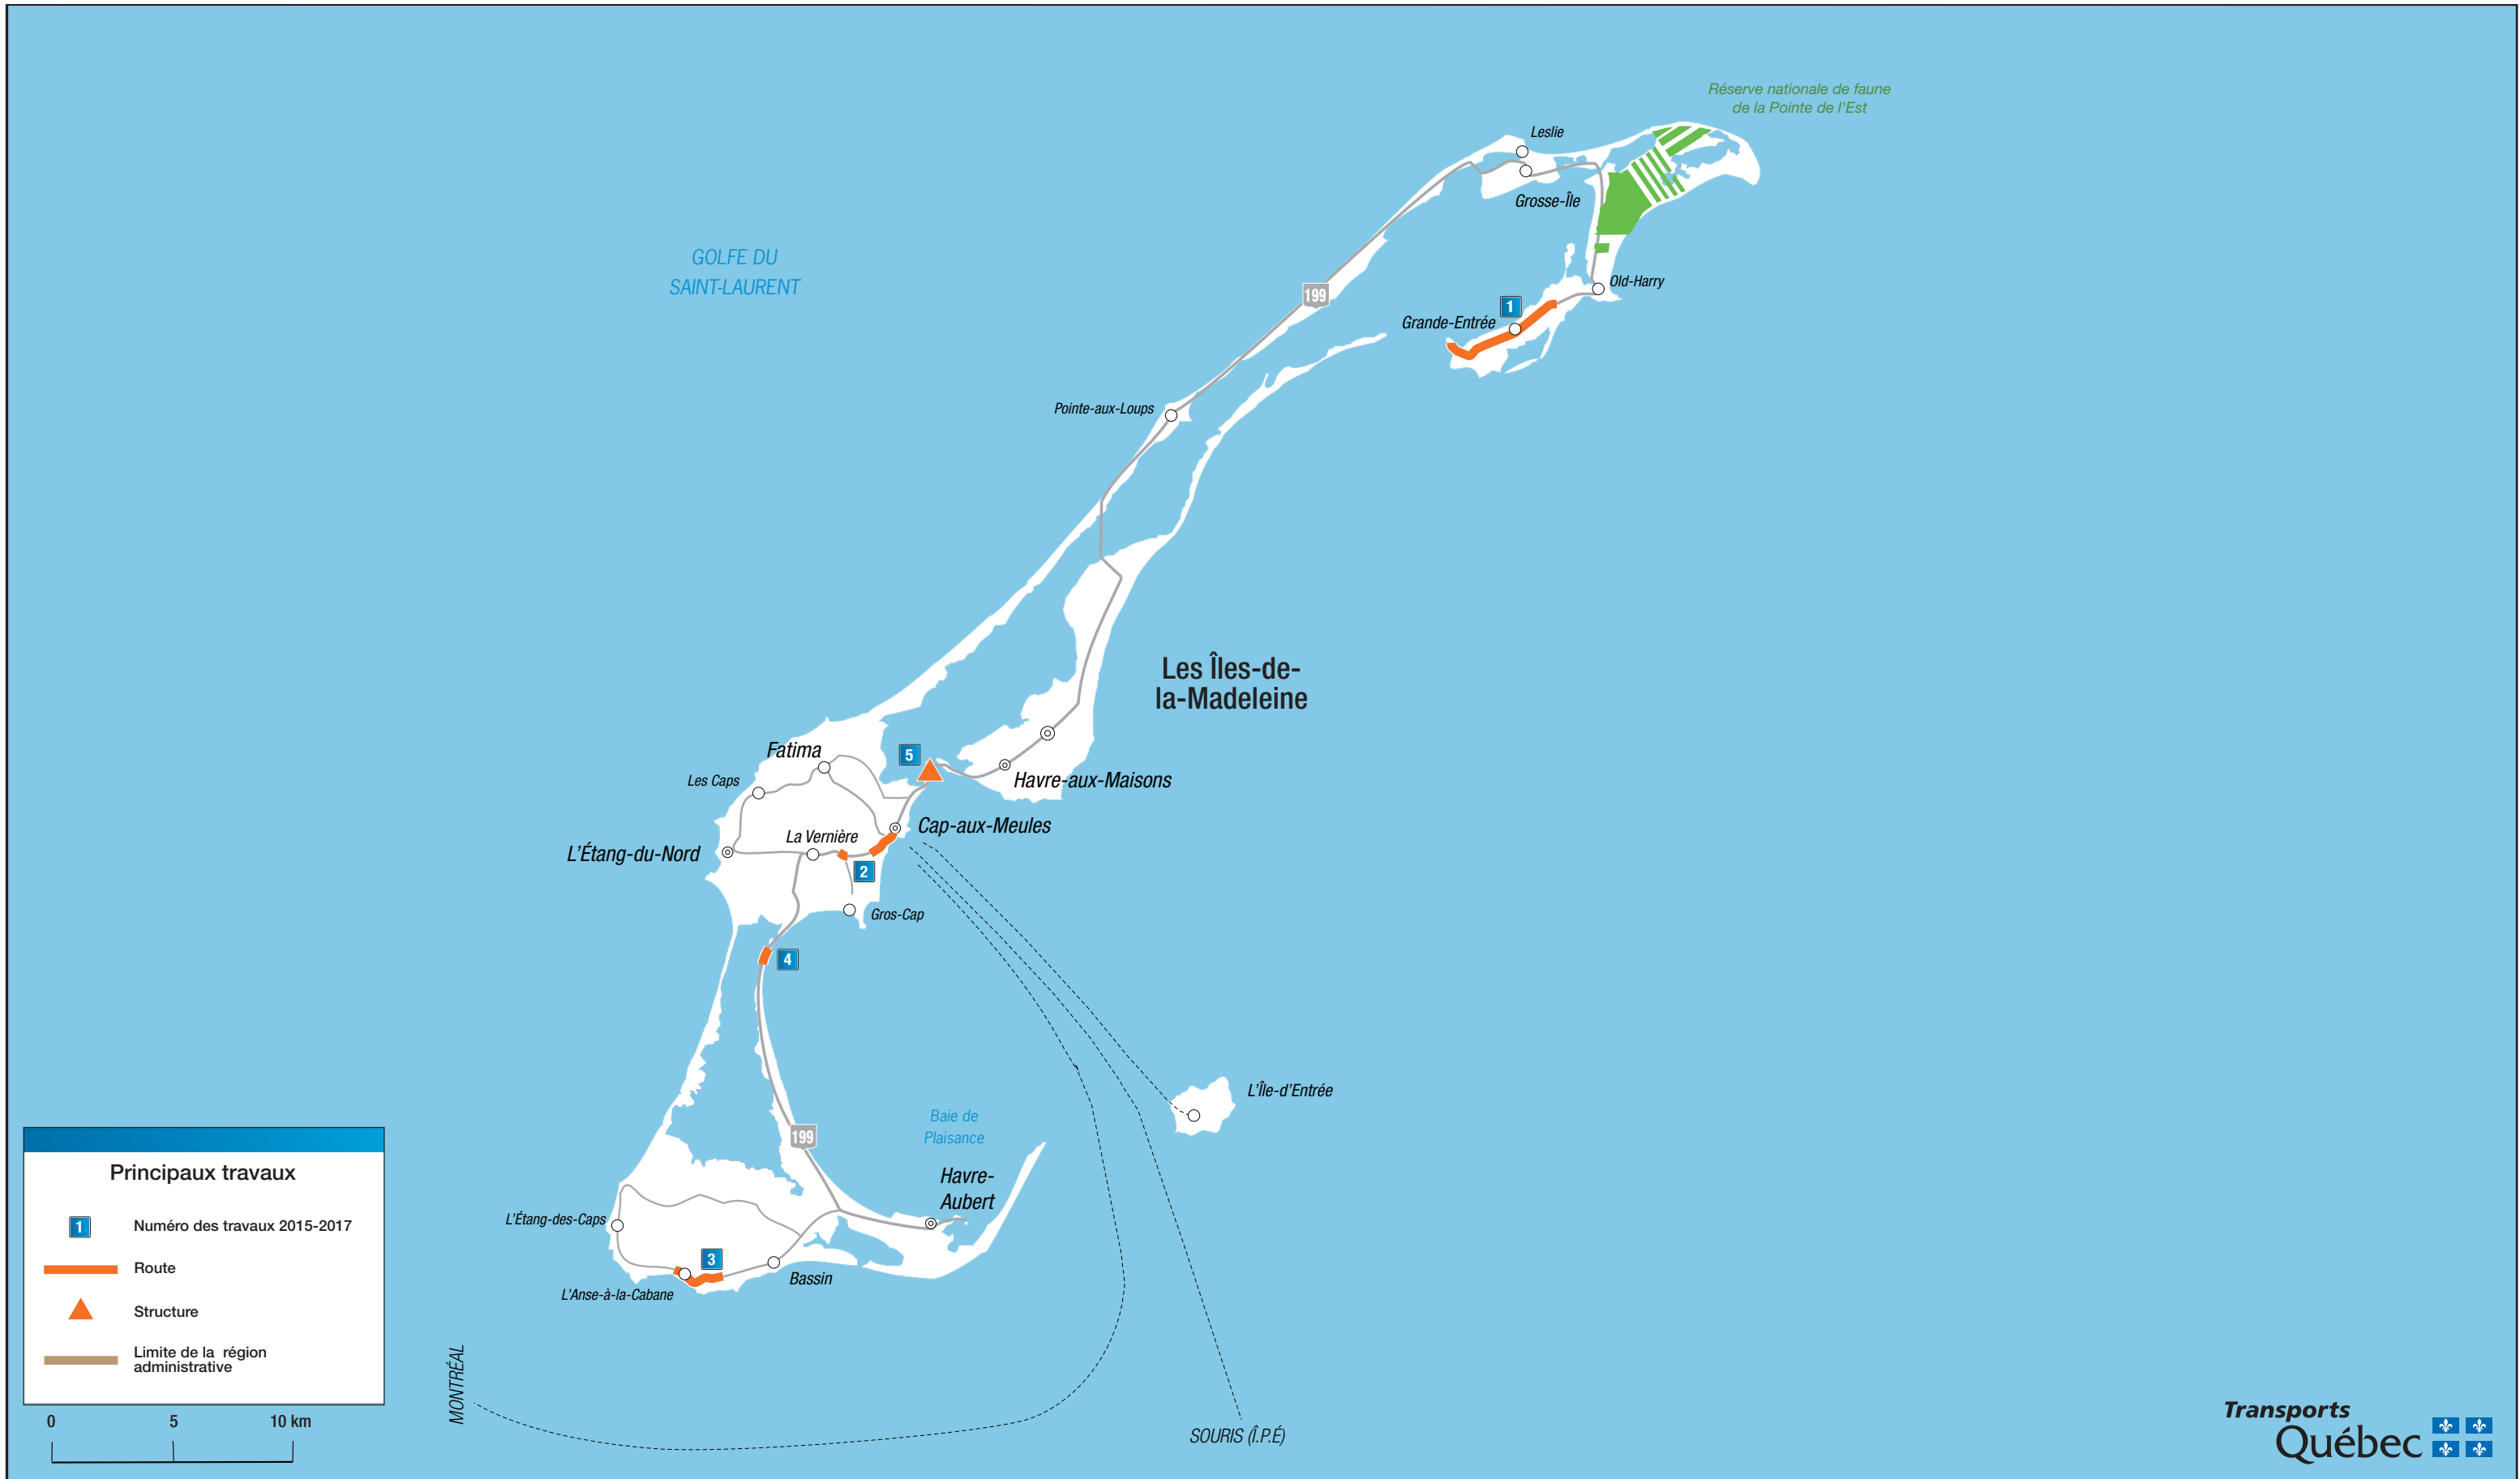 Réserve nationale de faune
de la Pointe de l'Est
Leslie
Grosse-Île
GOLFE DU
SAINT-LAURENT
199
Old-Harry
1
Grande-Entrée
Pointe-aux-Loups
Les Îles-de-
la-Madeleine
Fatima
5
Les Caps
Havre-aux-Maisons
Cap-aux-Meules
La Vernière
L'Étang-du-Nord
2
Gros-Cap
4
L'Île-d'Entrée
Baie de
Plaisance
199
Havre-
Aubert
L'Étang-des-Caps
3
Bassin
L'Anse-à-la-Cabane
MONTRÉAL
SOURIS (Î.P.É)
Principaux travaux
1 Numéro des travaux 2015-2017
Route
Structure
Limite de la région
administrative
0 5 10 km
Transports
Québec